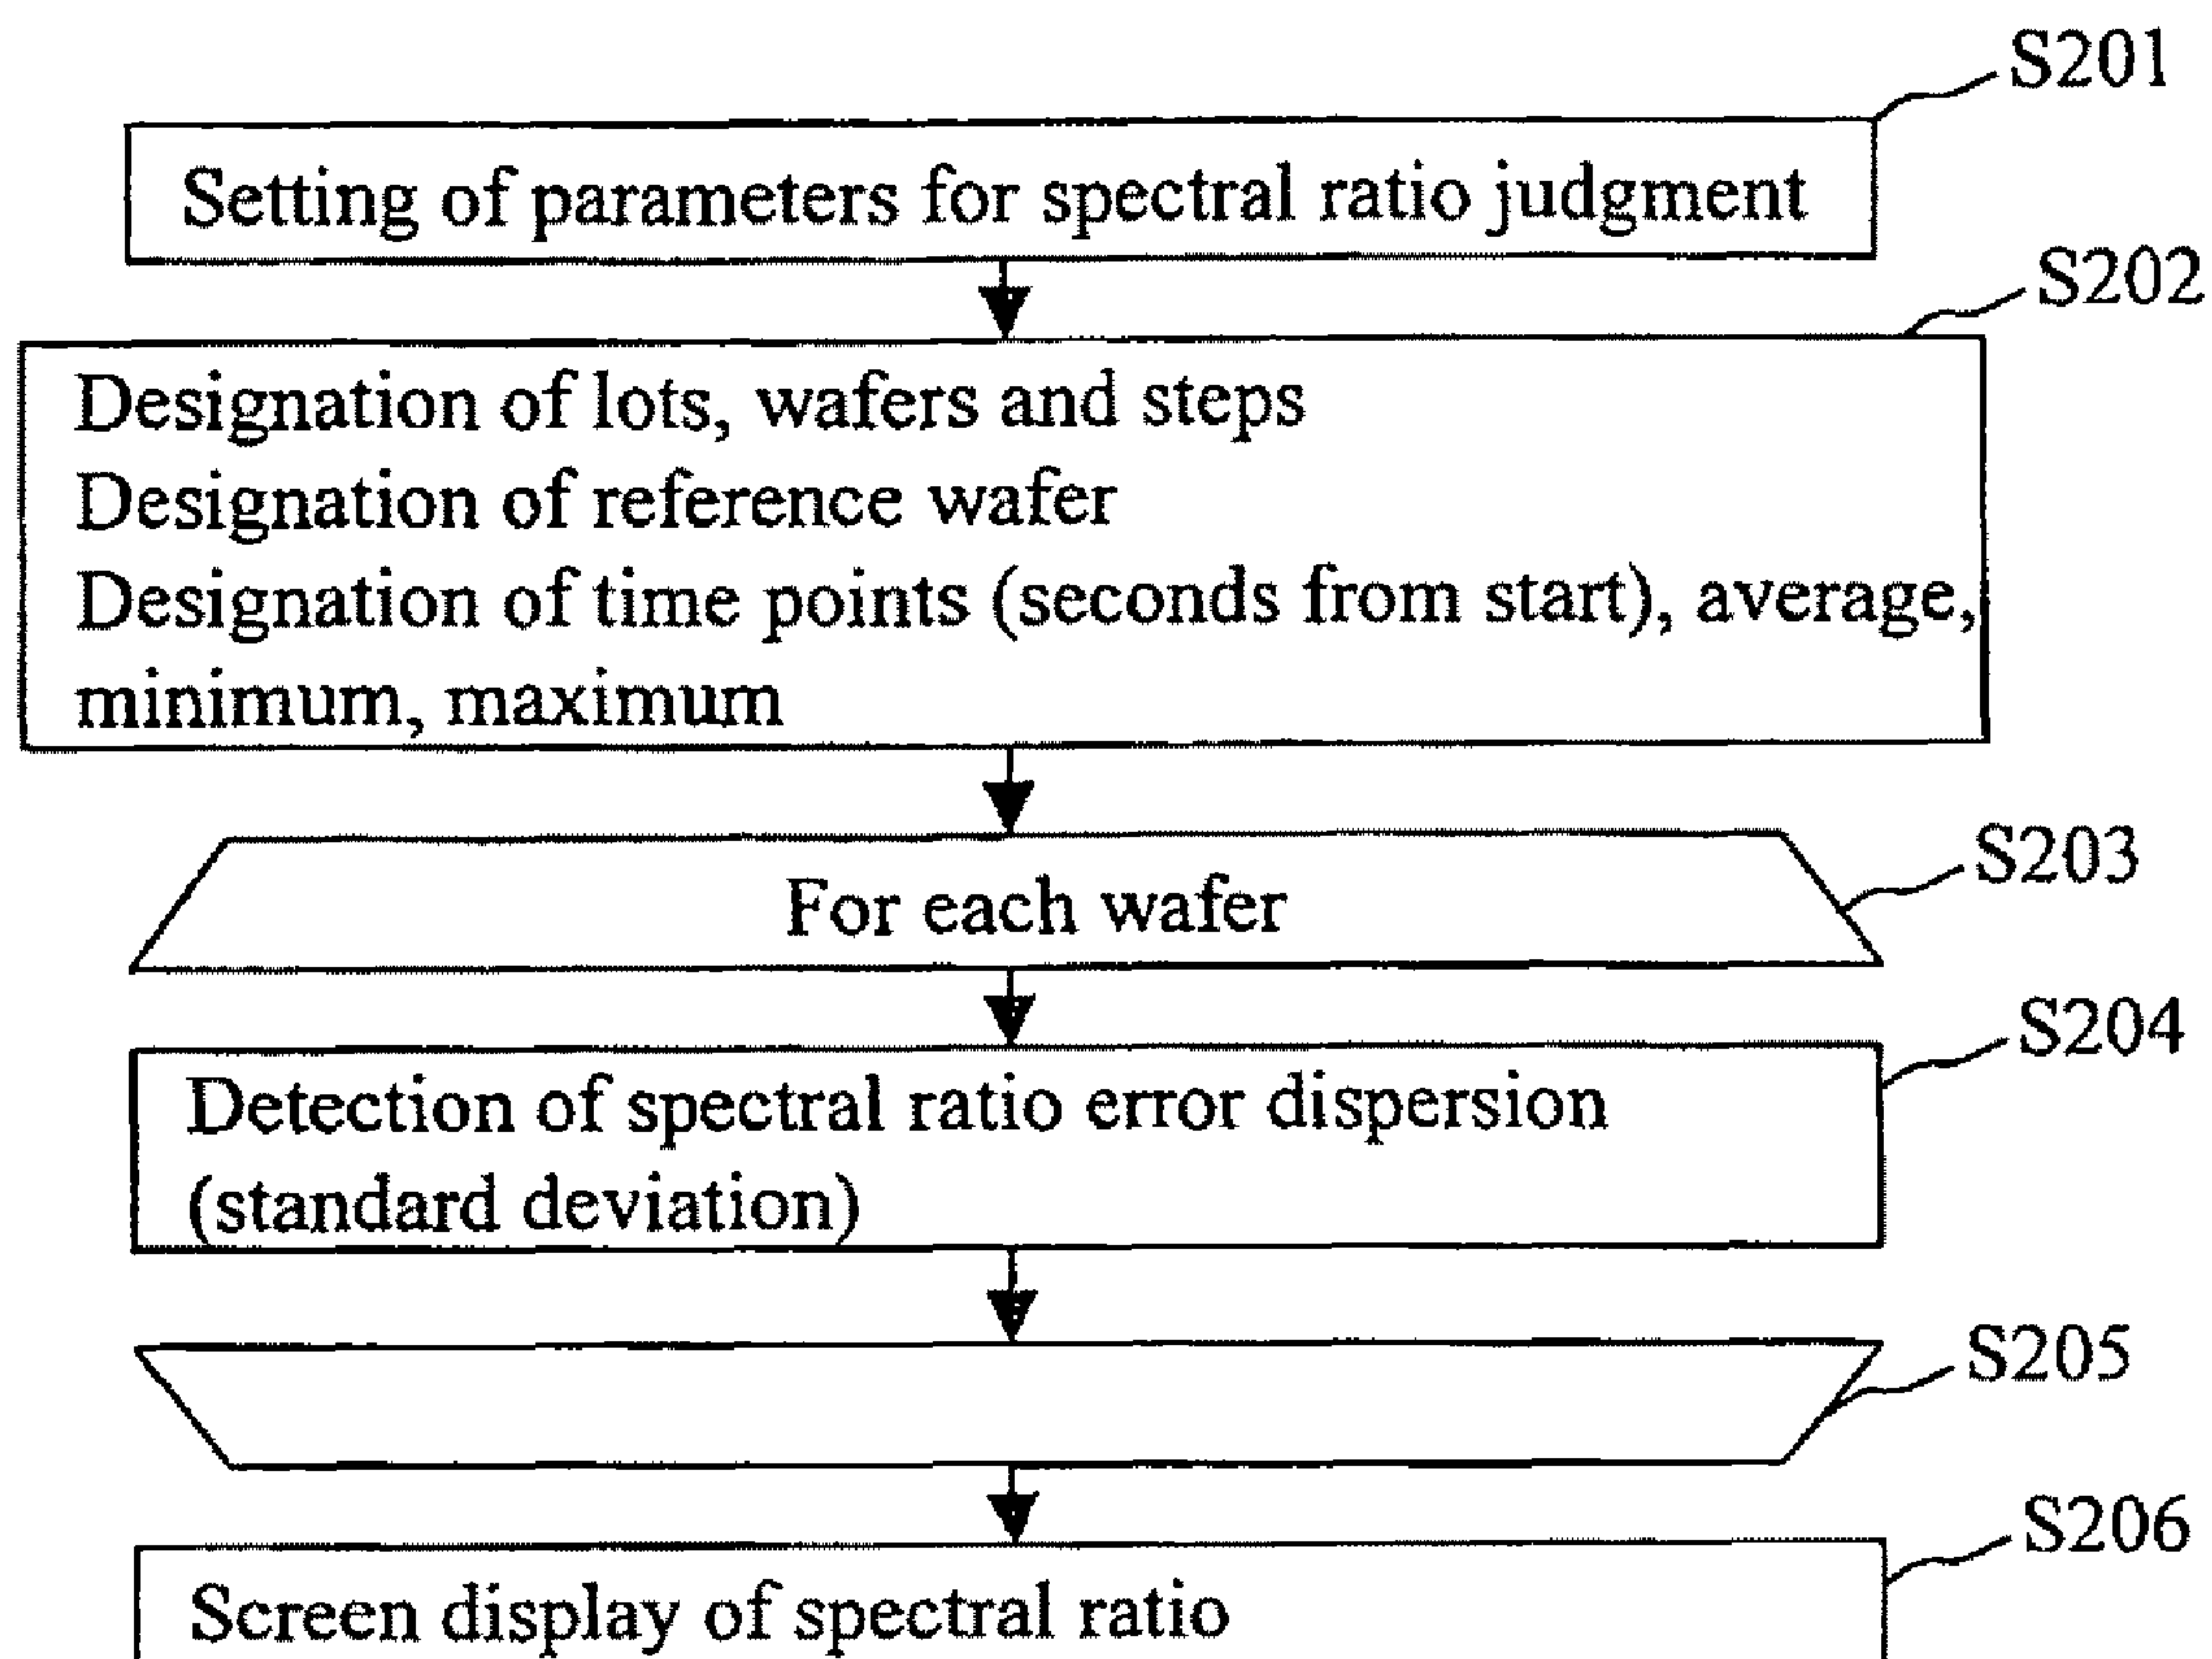 S201
Setting of parameters for spectral ratio judgment
S202
Designation of lots, wafers and steps
Designation of reference wafer
Designation of time points (seconds from start), average,
minimum, maximum
S203
For each wafer
S204
Detection of spectral ratio error dispersion
(standard deviation)
S205
S206
Screen display of spectral ratio